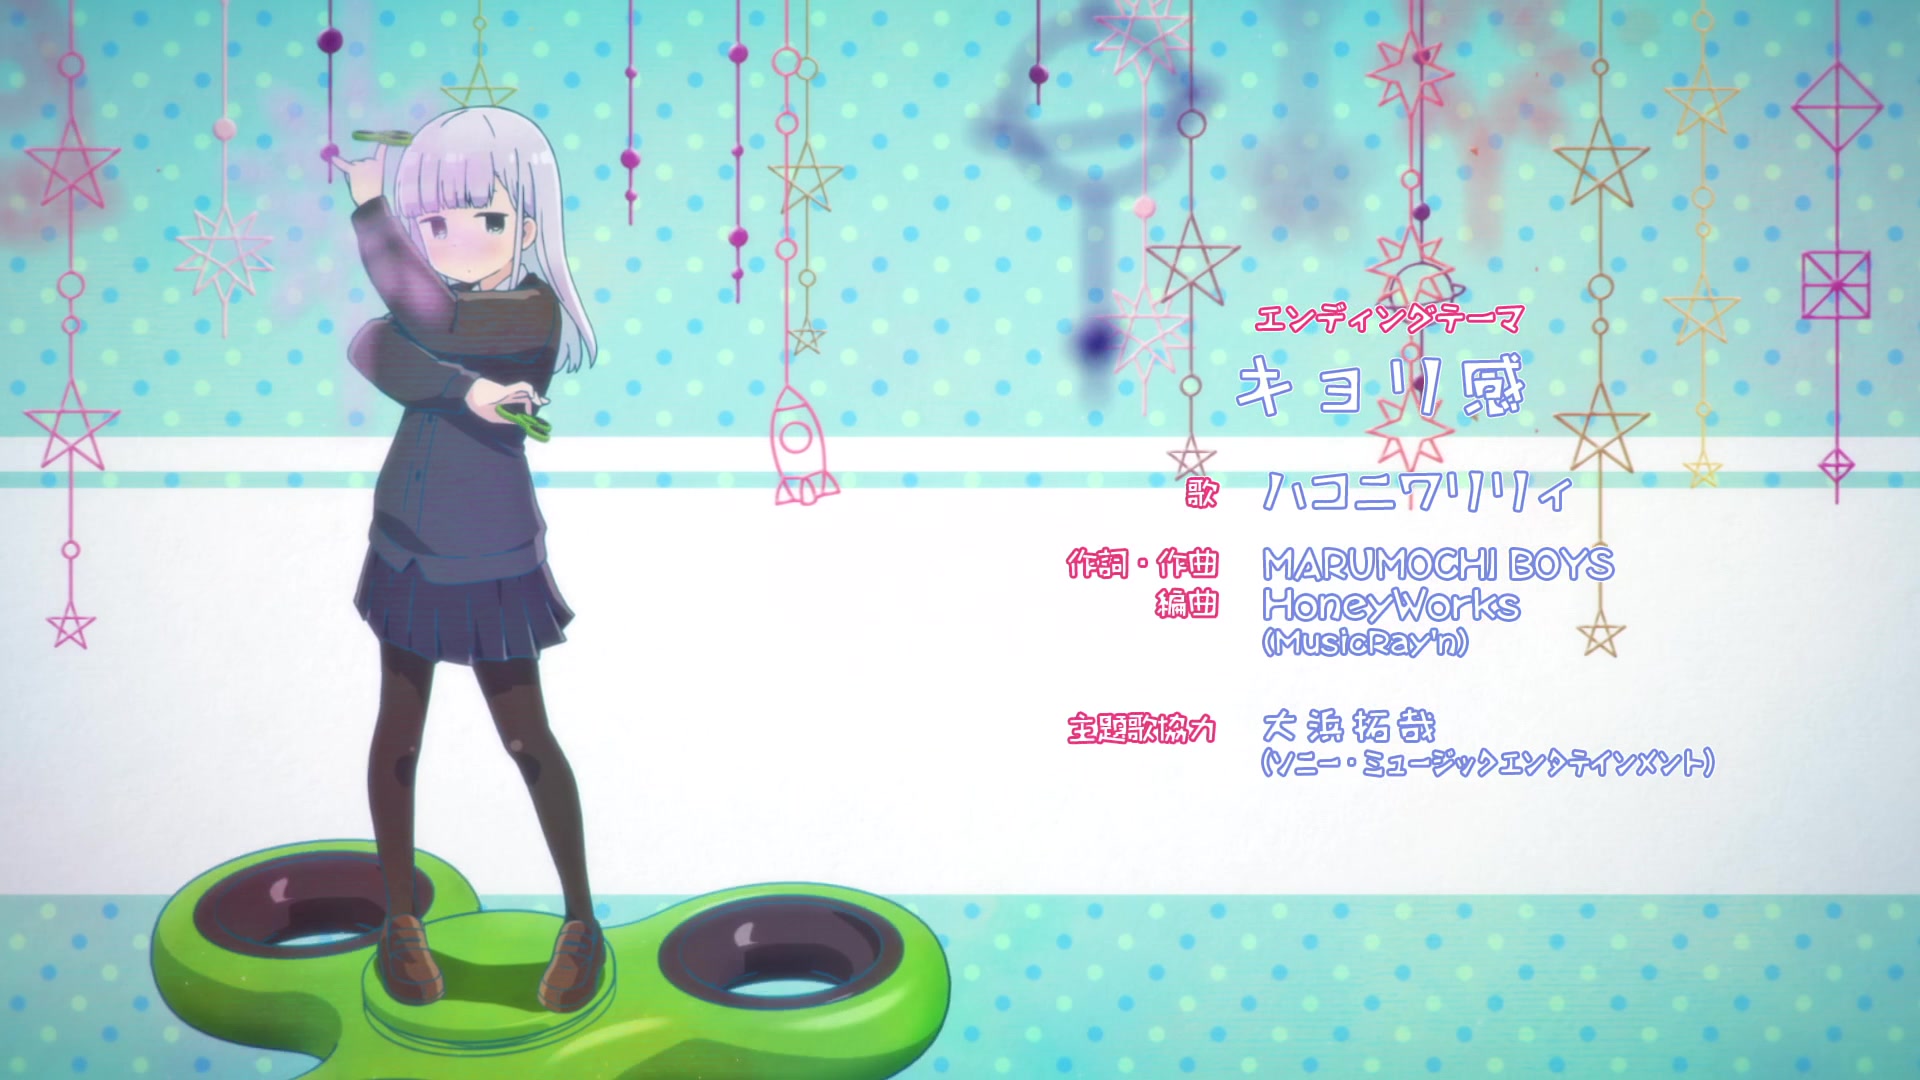 エンディングテーマ
キョリ感
歌 ハコニワリリィ
作詞・作曲 MARUMOCHI BOYS
編曲 HoneyWorks
(MusicRay'n)
主題歌協力 大浜拓哉
(ソニー・ミュージックエンタテインメント)